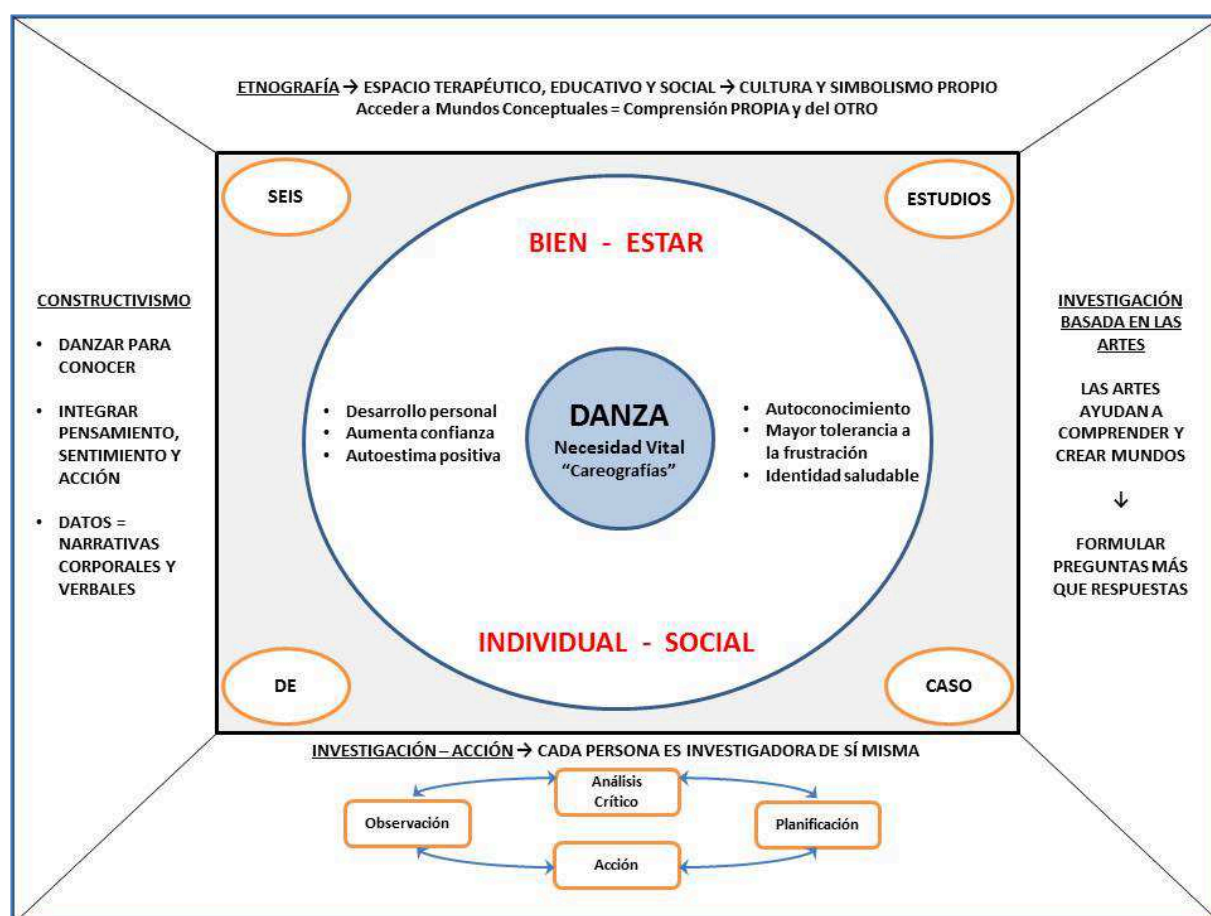 ETNOGRAFÍA → ESPACIO TERAPÉUTICO, EDUCATIVO Y SOCIAL → CULTURA Y SIMBOLISMO PROPIO
Acceder a Mundos Conceptuales = Comprensión PROPIA y del OTRO
SEIS
ESTUDIOS
BIEN - ESTAR
CONSTRUCTIVISMO
• DANZAR PARA
CONOCER
• INTEGRAR
PENSAMIENTO,
SENTIMIENTO Y
ACCIÓN
• DATOS =
NARRATIVAS
CORPORALES Y
VERBALES
• Desarrollo personal
• Aumenta confianza
• Autoestima positiva
DANZA
Necesidad Vital
“Careografías”
• Autoconocimiento
• Mayor tolerancia a
la frustración
• Identidad saludable
INVESTIGACIÓN
BASADA EN LAS
ARTES
LAS ARTES
AYUDAN A
COMPRENDER Y
CREAR MUNDOS
↓
FORMULAR
PREGUNTAS MÁS
QUE RESPUESTAS
INDIVIDUAL - SOCIAL
DE
CASO
INVESTIGACIÓN – ACCIÓN → CADA PERSONA ES INVESTIGADORA DE SÍ MISMA
Análisis
Crítico
Observación
Planificación
Acción